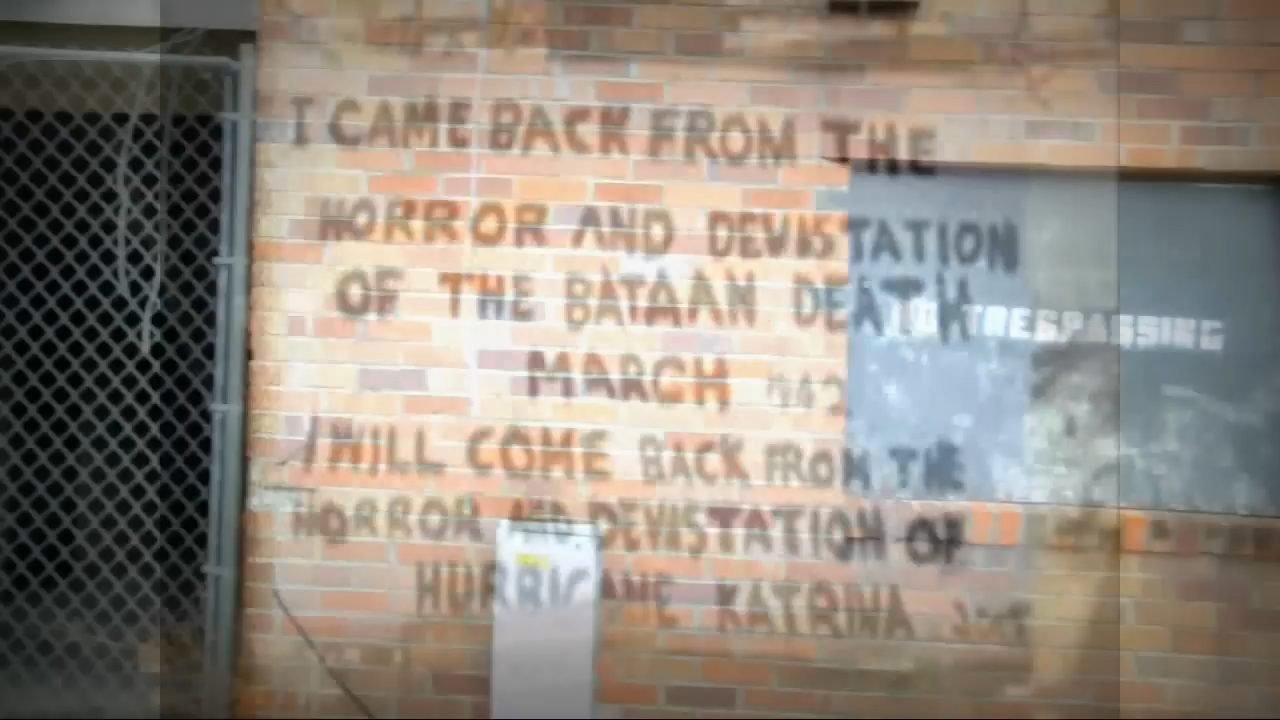 I CAME BACK FROM THE
HORROR AND DEVISTATION
OF THE BATAAN DEATH
TRESPASSING
MARCH
I WILL COME BACK FROM THE
HORROR AND DEVISTATION OF
HURRICANE KATRINA